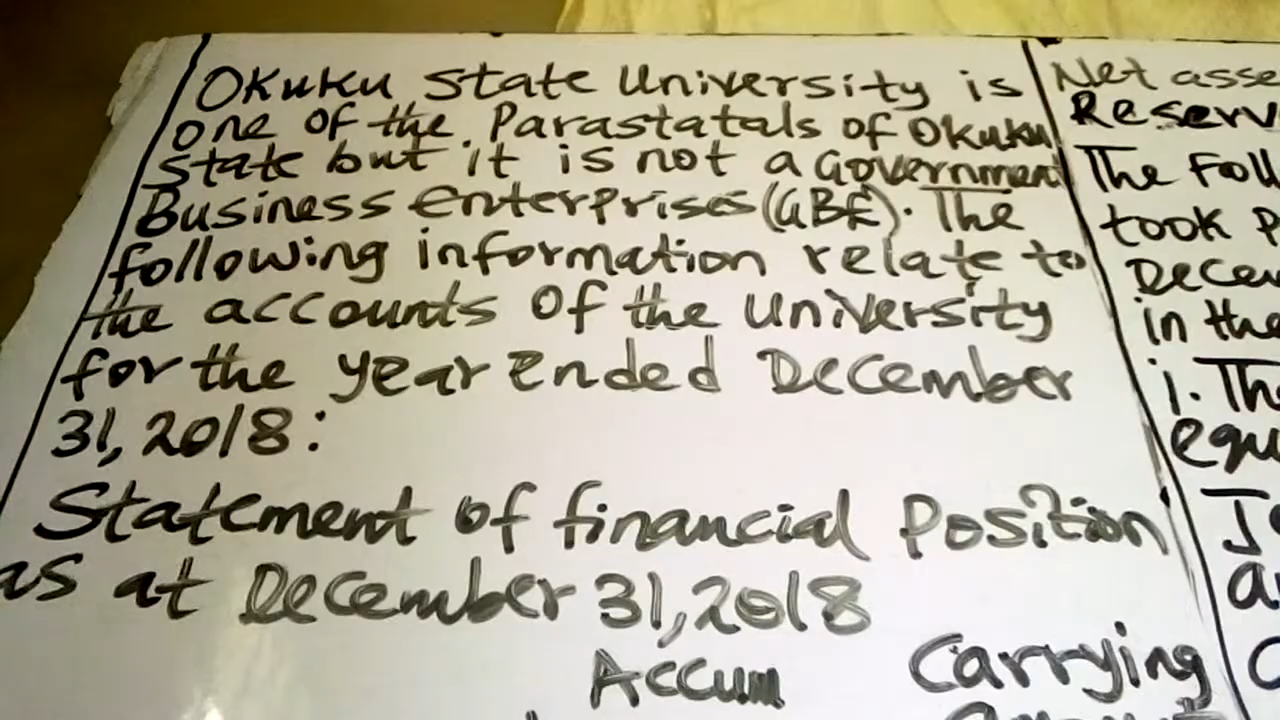 Okuku State University is
one of the Parastatals of Okuku
state but it is not a Government
Business Enterprises (GBE). The
following information relate to
the accounts of the University
for the year ended December
31, 2018:
Statement of financial Position
as at December 31, 2018
Accum
Carrying
Net asse
Reserv
The Foll
took P
Decem
in the
i. The
equ